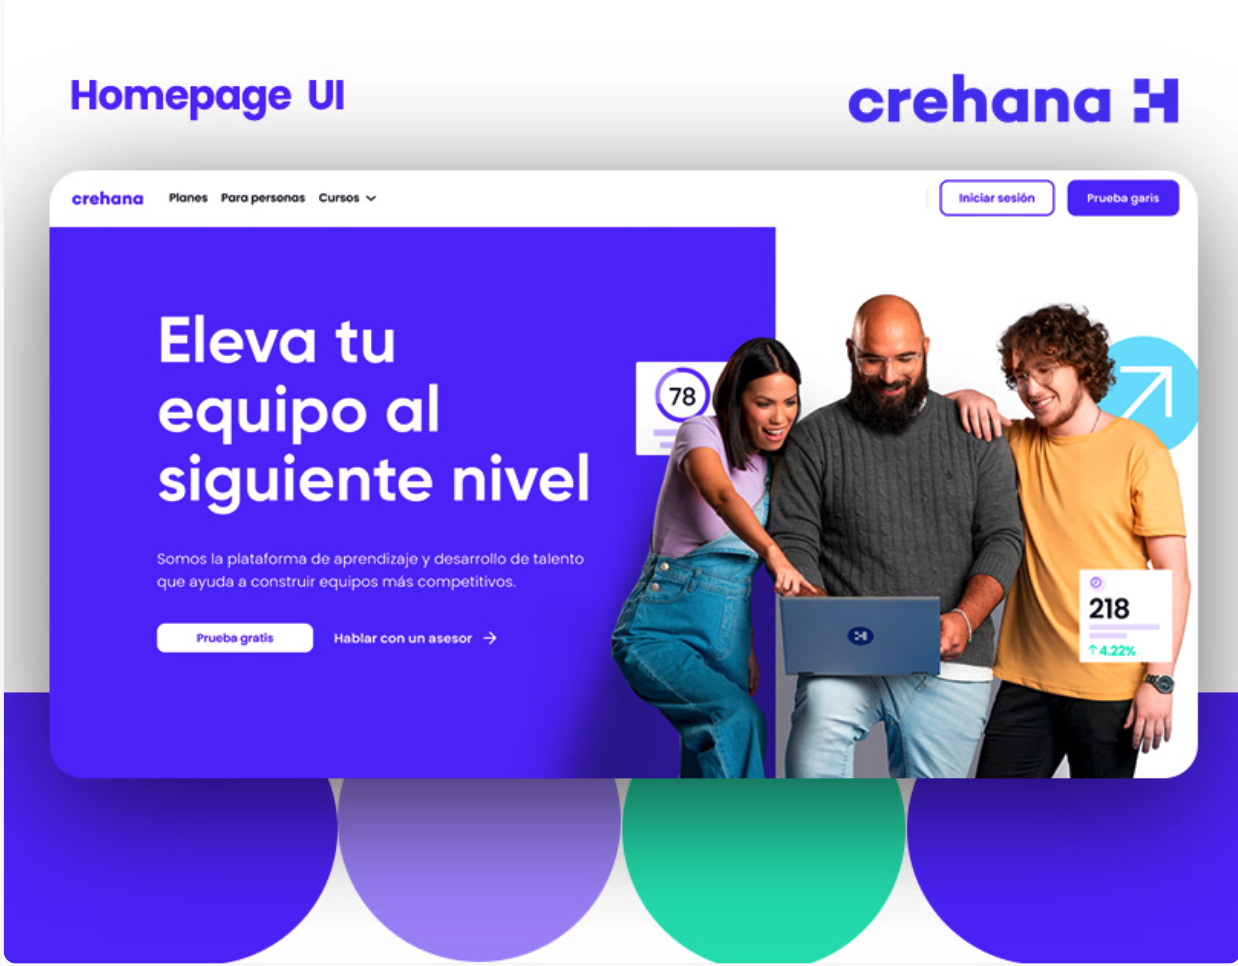 Homepage UI
crehana
crehana
Planes Para personas Cursos
Iniciar sesión
Prueba garis
Eleva tu
equipo al
siguiente nivel
Somos la plataforma de aprendizaje y desarrollo de talento
que ayuda a construir equipos más competitivos.
Prueba gratis
Hablar con un asesor →
78
218
↑ 4.22%